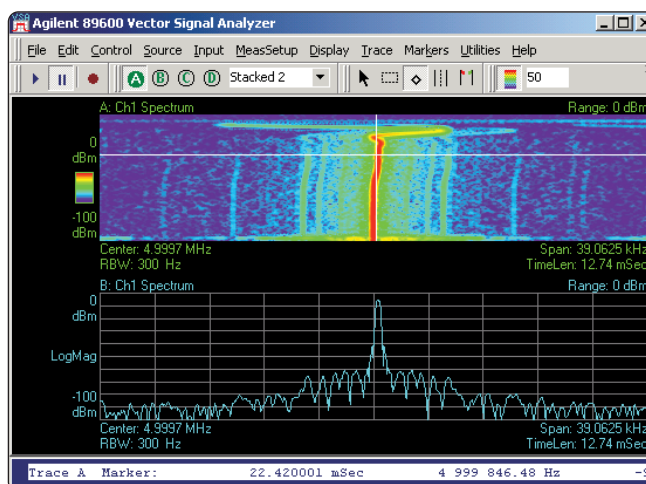 Agilent 89600 Vector Signal Analyzer
File Edit Control Source Input MeasSetup Display Trace Markers Utilities Help
A B C D Stacked 2 50
A: Ch1 Spectrum Range: 0 dBm
0
dBm
-100
dBm
Center: 4.9997 MHz Span: 39.0625 kHz
RBW: 300 Hz TimeLen: 12.74 mSec
B: Ch1 Spectrum Range: 0 dBm
0
dBm
LogMag
-100
dBm
Center: 4.9997 MHz Span: 39.0625 kHz
RBW: 300 Hz TimeLen: 12.74 mSec
Trace A Marker: 22.420001 mSec 4 999 846.48 Hz